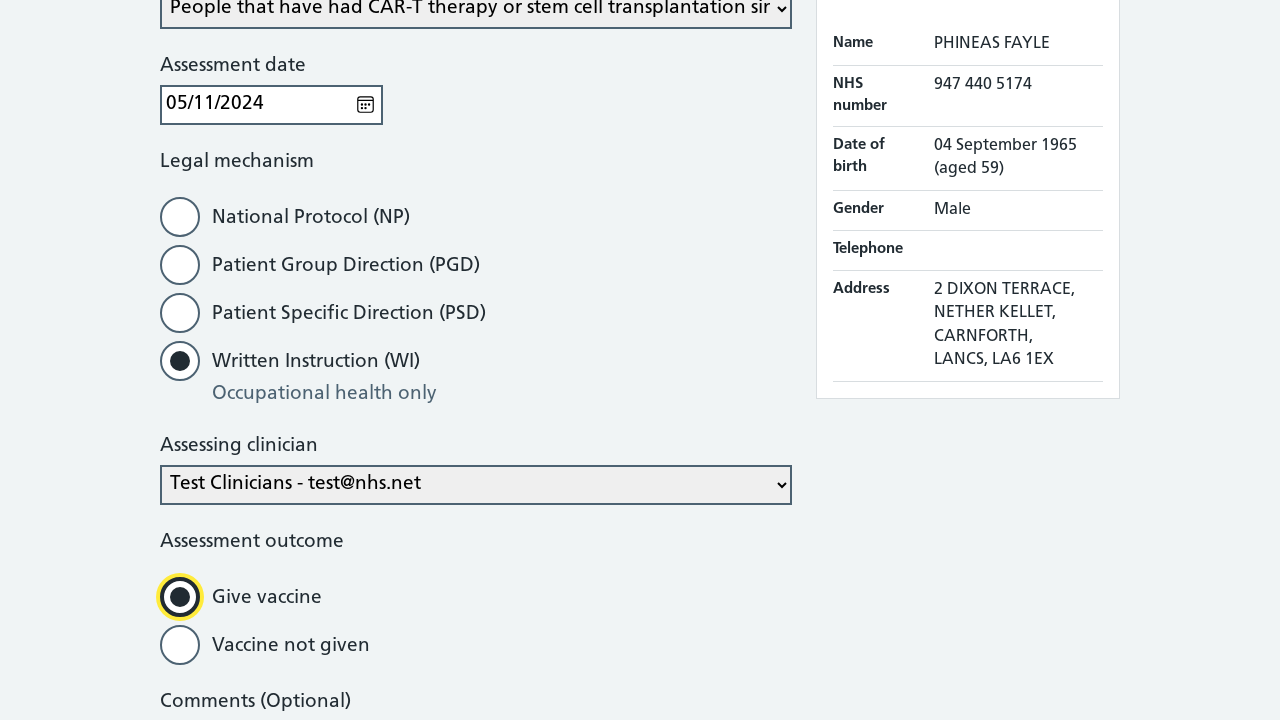 People that have had CAR-T therapy or stem cell transplantation sir
Assessment date
05/11/2024
Legal mechanism
National Protocol (NP)
Patient Group Direction (PGD)
Patient Specific Direction (PSD)
Written Instruction (WI)
Occupational health only
Assessing clinician
Test Clinicians - test@nhs.net
Assessment outcome
Give vaccine
Vaccine not given
Comments (Optional)
Name PHINEAS FAYLE
NHS number 947 440 5174
Date of birth 04 September 1965 (aged 59)
Gender Male
Telephone
Address 2 DIXON TERRACE,
NETHER KELLET,
CARNFORTH,
LANCS, LA6 1EX